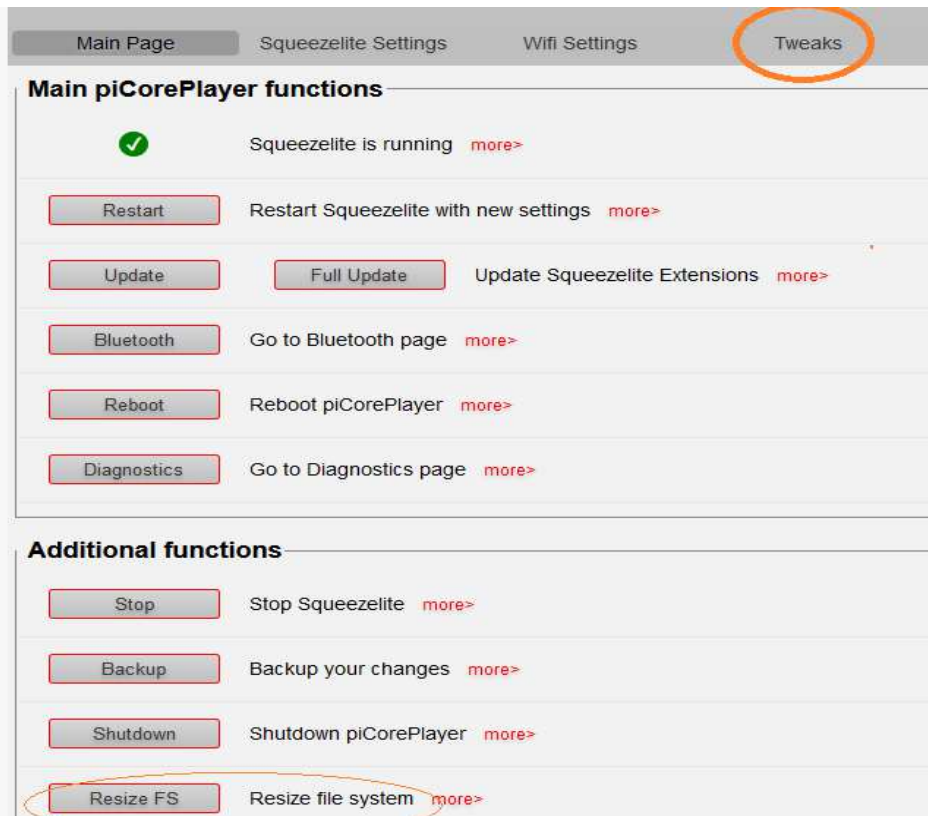 Main Page Squeezelite Settings Wifi Settings Tweaks
Main piCorePlayer functions
Squeezelite is running more>
Restart Restart Squeezelite with new settings more>
Update Full Update Update Squeezelite Extensions more>
Bluetooth Go to Bluetooth page more>
Reboot Reboot piCorePlayer more>
Diagnostics Go to Diagnostics page more>
Additional functions
Stop Stop Squeezelite more>
Backup Backup your changes more>
Shutdown Shutdown piCorePlayer more>
Resize FS Resize file system more>